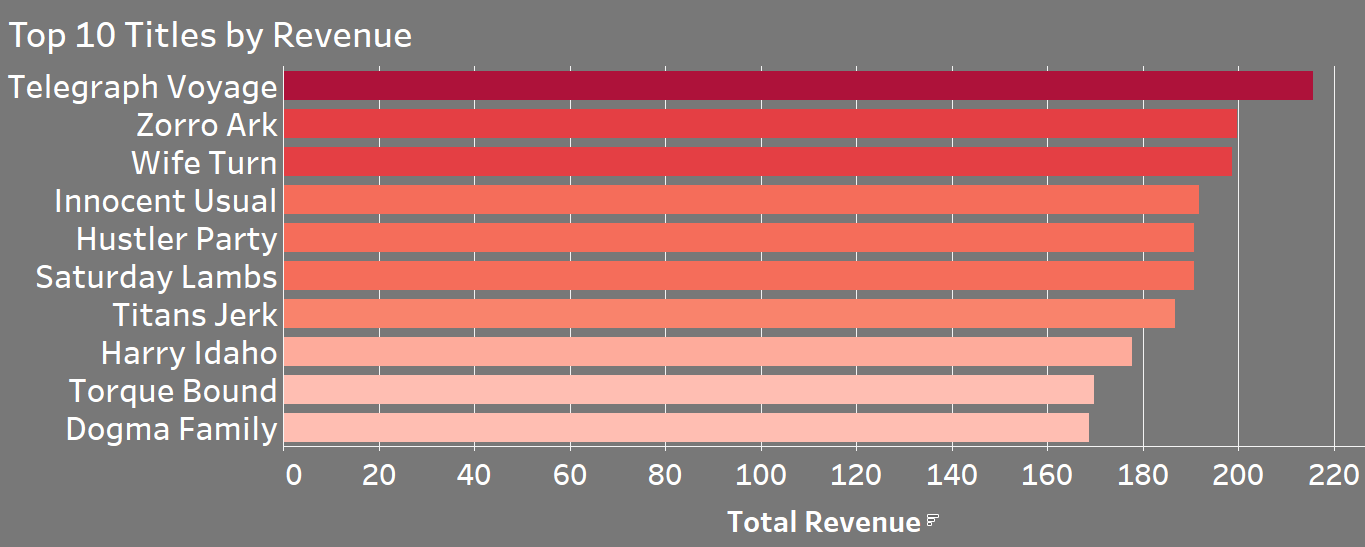 Top 10 Titles by Revenue
Telegraph Voyage
Zorro Ark
Wife Turn
Innocent Usual
Hustler Party
Saturday Lambs
Titans Jerk
Harry Idaho
Torque Bound
Dogma Family
0 20 40 60 80 100 120 140 160 180 200 220
Total Revenue